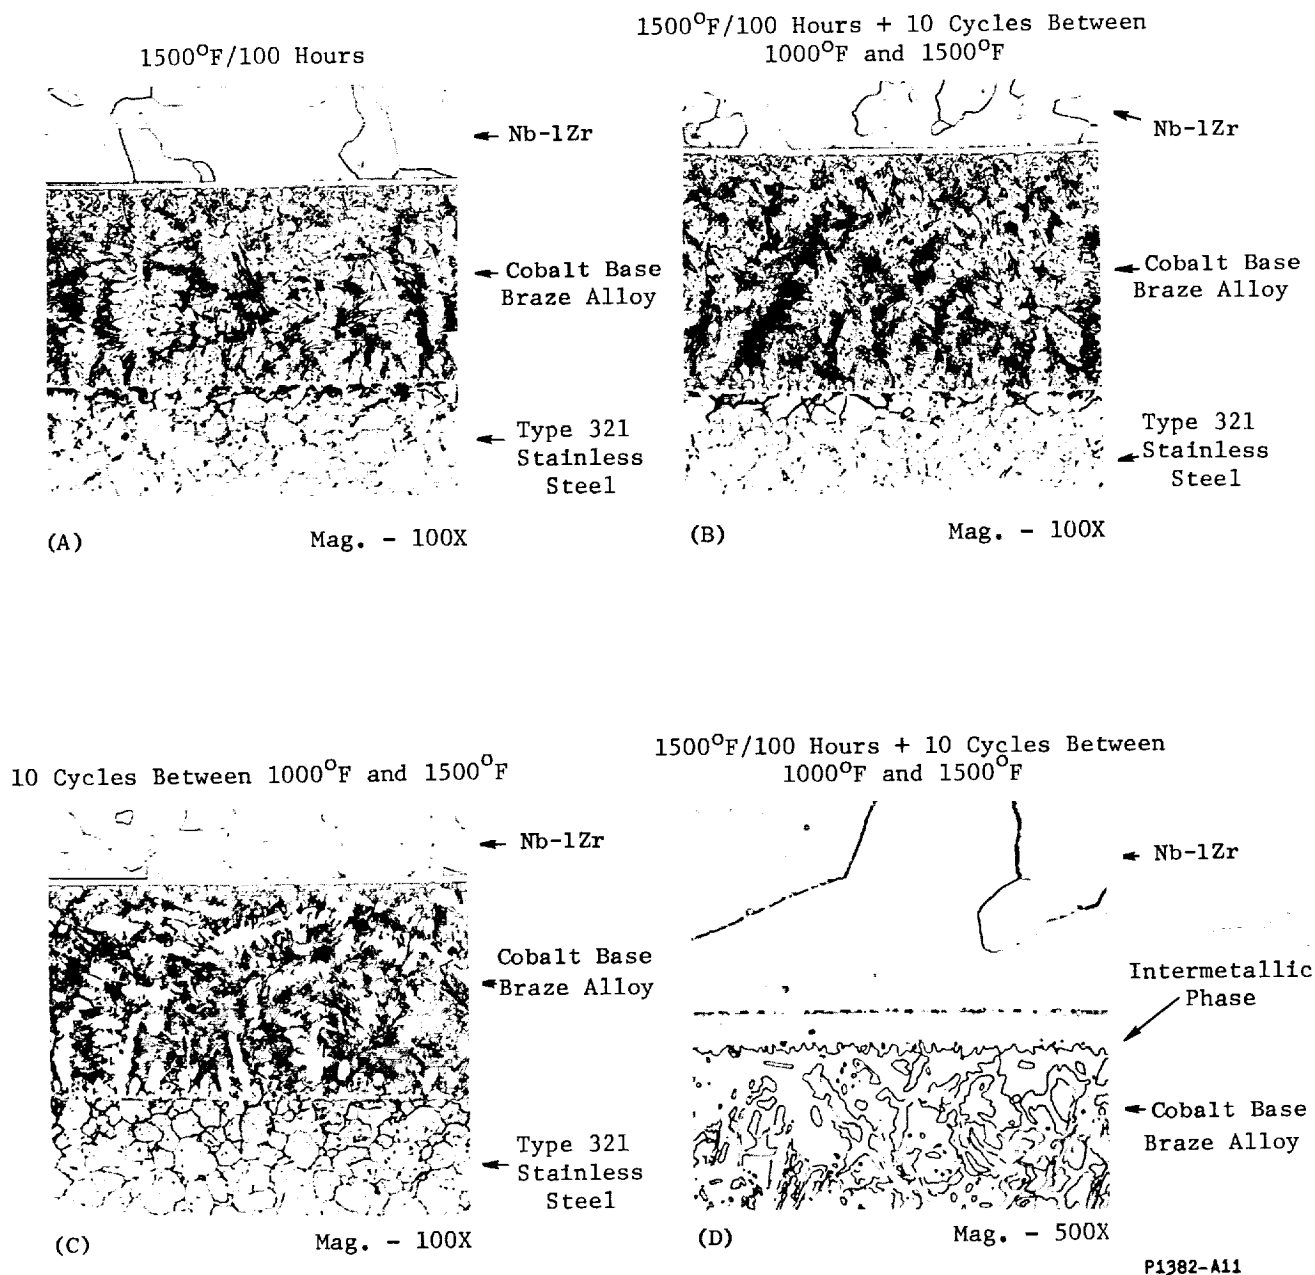 1500°F/100 Hours
Nb-1Zr
Cobalt Base
Braze Alloy
Type 321
Stainless
Steel
(A)
Mag. - 100X
1500°F/100 Hours + 10 Cycles Between
1000°F and 1500°F
Nb-1Zr
Cobalt Base
Braze Alloy
Type 321
Stainless
Steel
(B)
Mag. - 100X
10 Cycles Between 1000°F and 1500°F
Nb-1Zr
Cobalt Base
Braze Alloy
Type 321
Stainless
Steel
(C)
Mag. - 100X
1500°F/100 Hours + 10 Cycles Between
1000°F and 1500°F
Nb-1Zr
Intermetallic
Phase
Cobalt Base
Braze Alloy
(D)
Mag. - 500X
P1382-A11